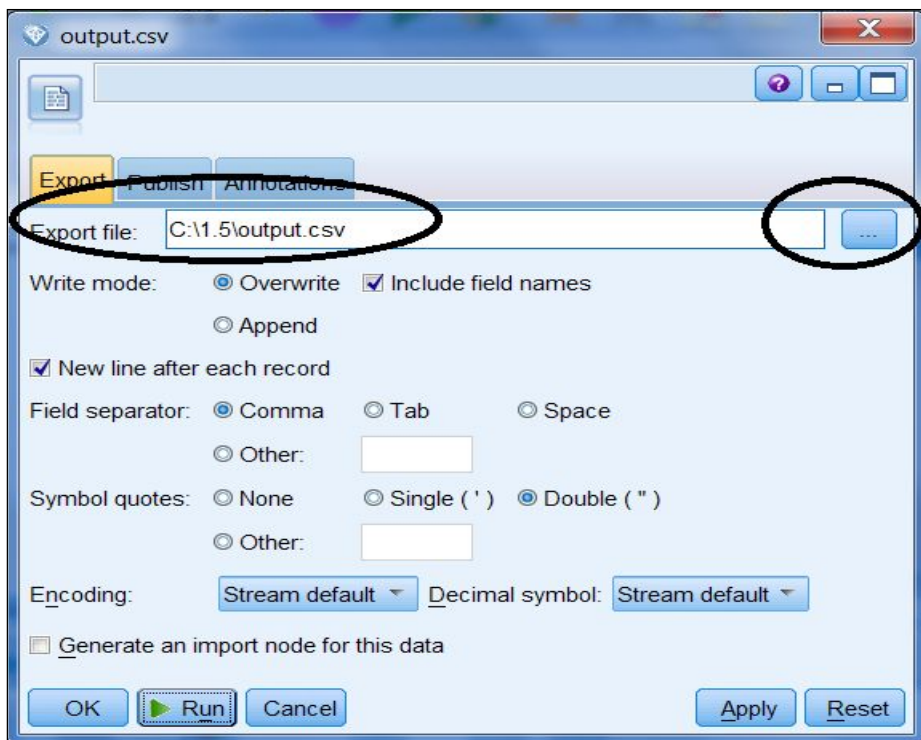 output.csv
Export Publish Annotations
Export file: C:\1.5\output.csv ...
Write mode: Overwrite Include field names
Append
New line after each record
Field separator: Comma Tab Space
Other:
Symbol quotes: None Single ( ' ) Double ( " )
Other:
Encoding: Stream default Decimal symbol: Stream default
Generate an import node for this data
OK Run Cancel Apply Reset